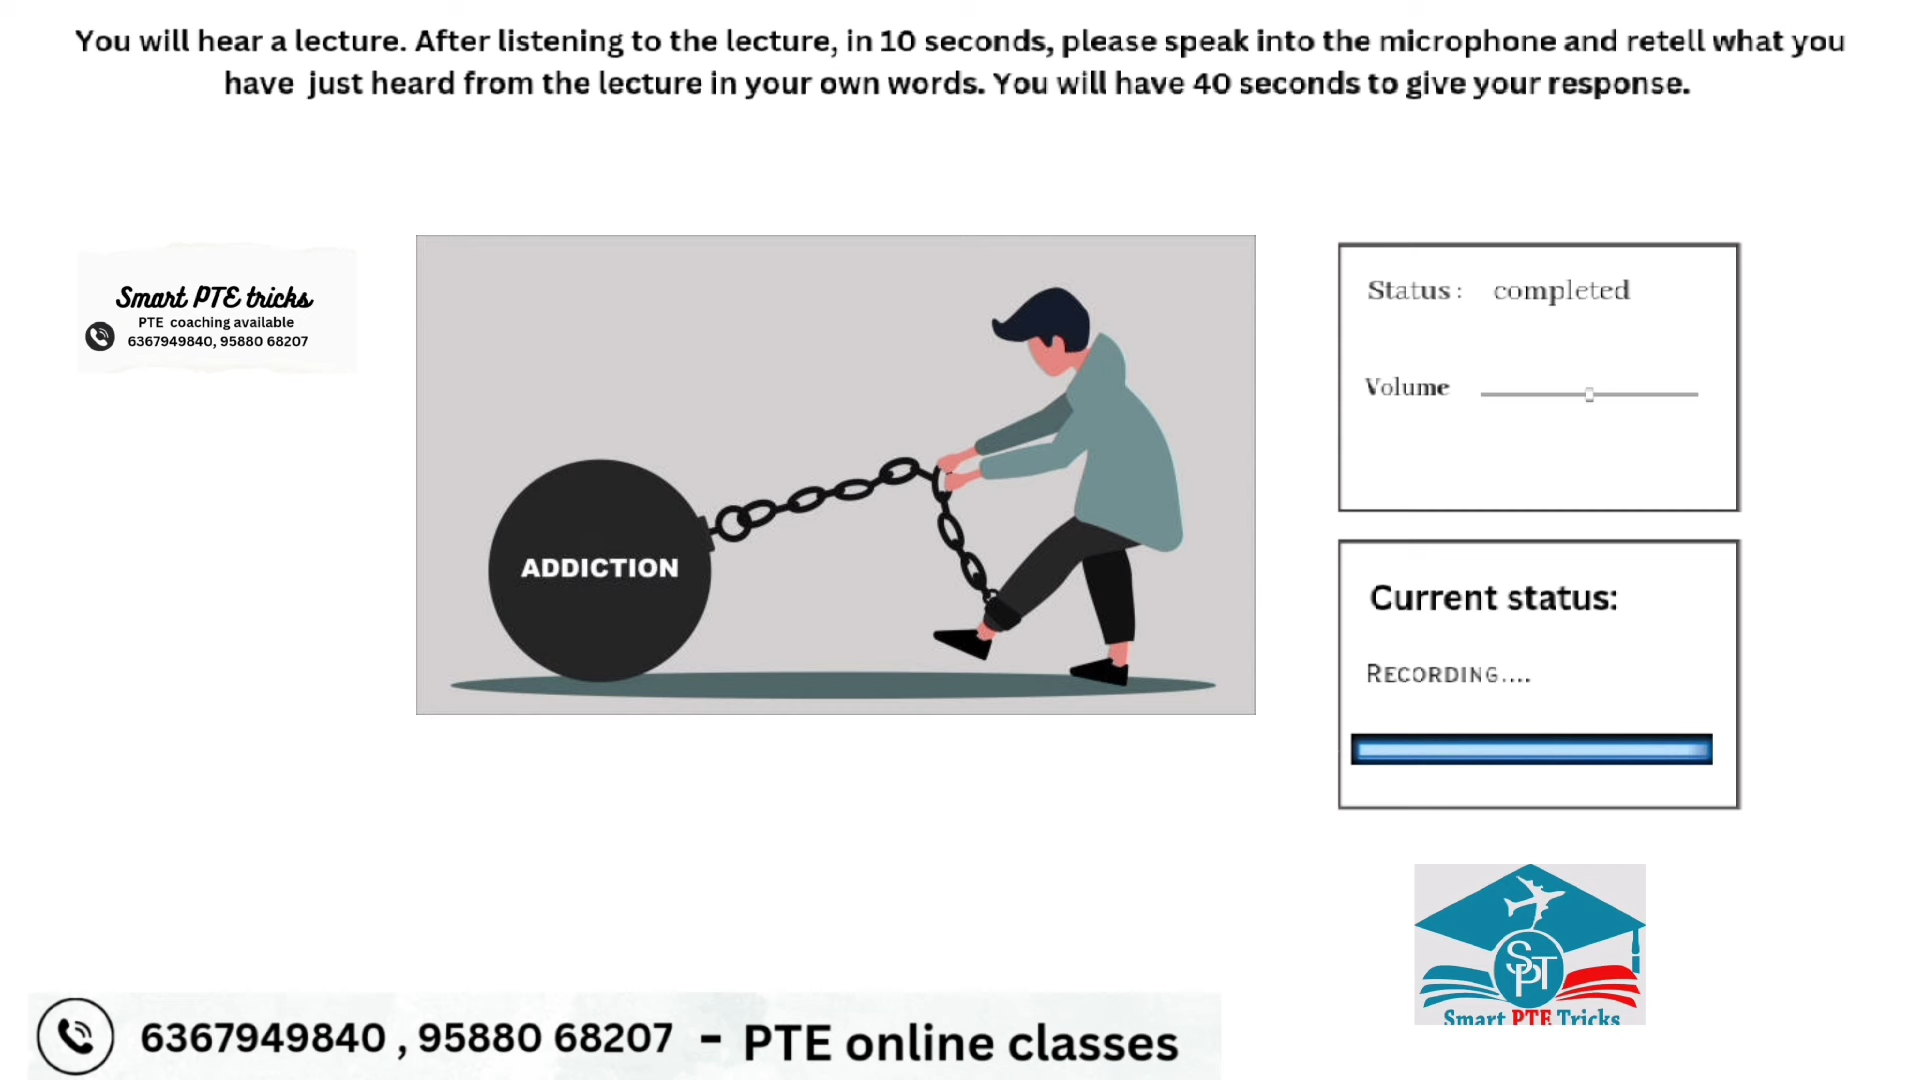 You will hear a lecture. After listening to the lecture, in 10 seconds, please speak into the microphone and retell what you
have just heard from the lecture in your own words. You will have 40 seconds to give your response.
Smart PTE tricks
PTE coaching available
6367949840, 95880 68207
ADDICTION
Status: completed
Volume
Current status:
RECORDING....
SPT
Smart PTE Tricks
6367949840 , 95880 68207 - PTE online classes